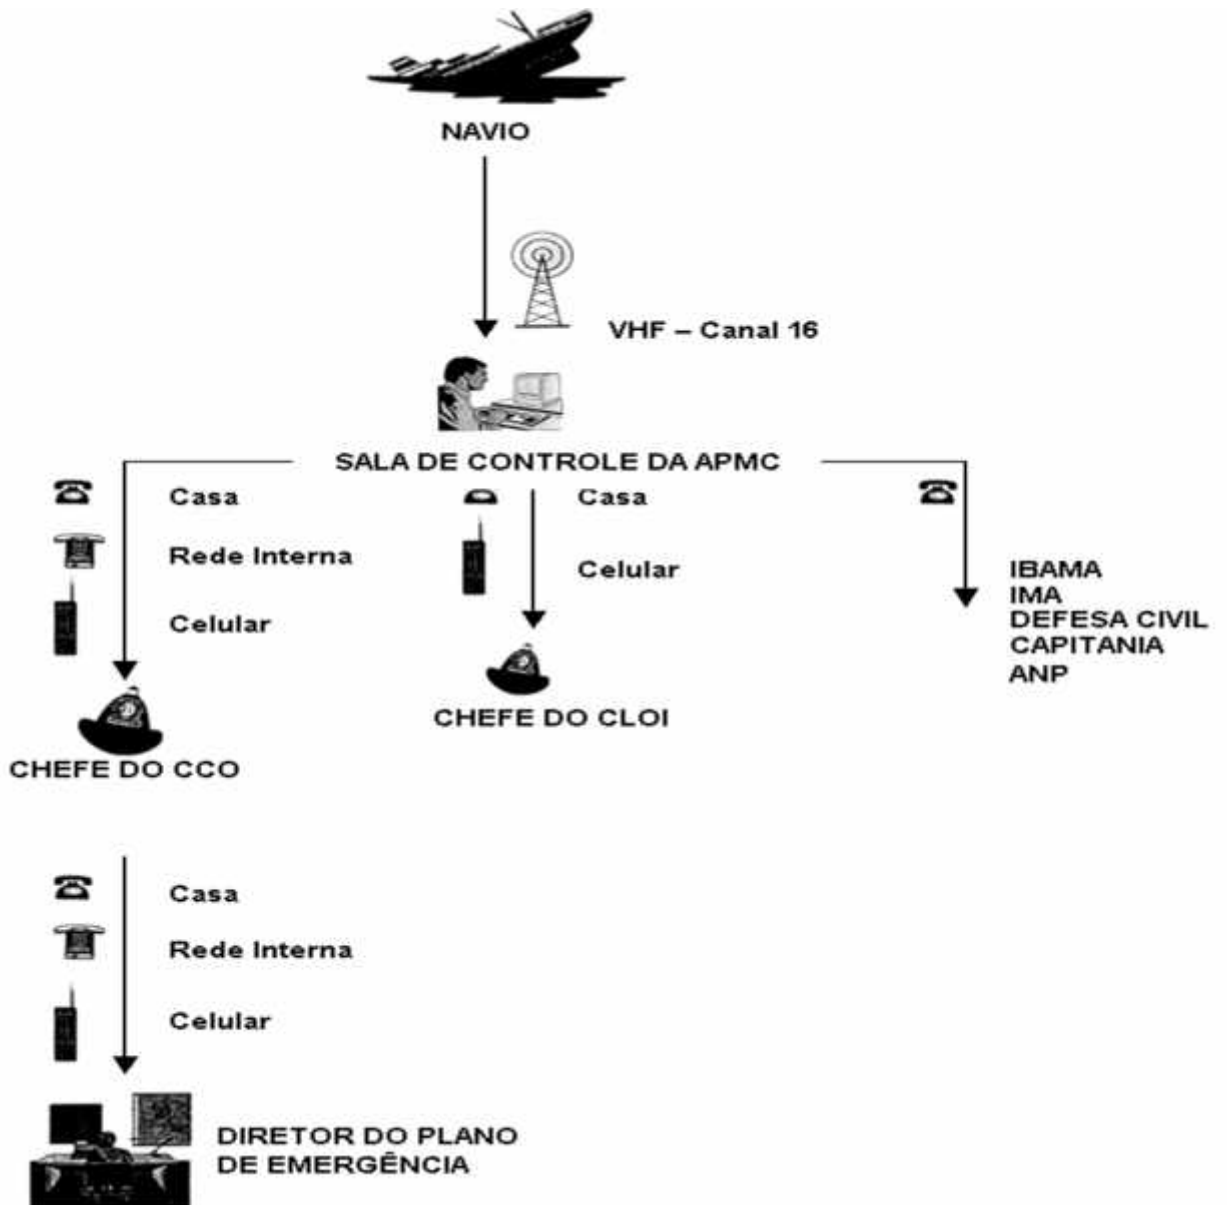 NAVIO
VHF – Canal 16
SALA DE CONTROLE DA APMC
Casa
Rede Interna
Celular
CHEFE DO CCO
Casa
Celular
CHEFE DO CLOI
IBAMA
IMA
DEFESA CIVIL
CAPITANIA
ANP
Casa
Rede Interna
Celular
DIRETOR DO PLANO
DE EMERGÊNCIA